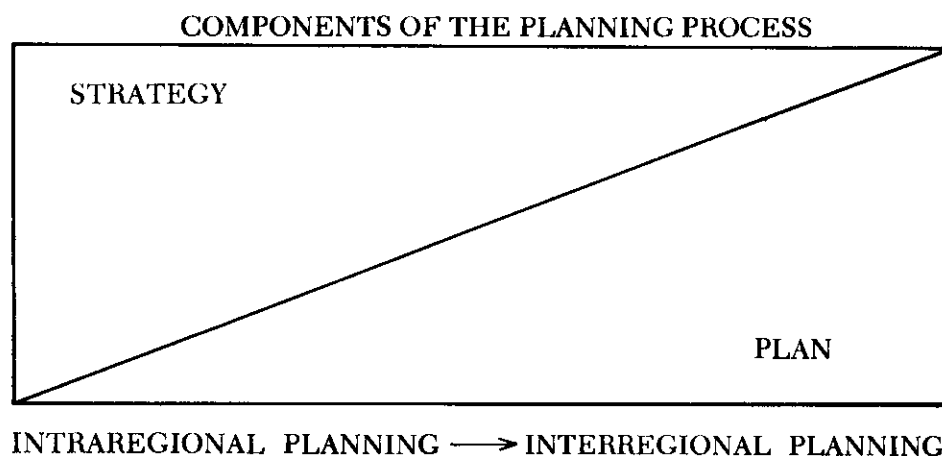 COMPONENTS OF THE PLANNING PROCESS
STRATEGY
PLAN
INTRAREGIONAL PLANNING ⟶ INTERREGIONAL PLANNING